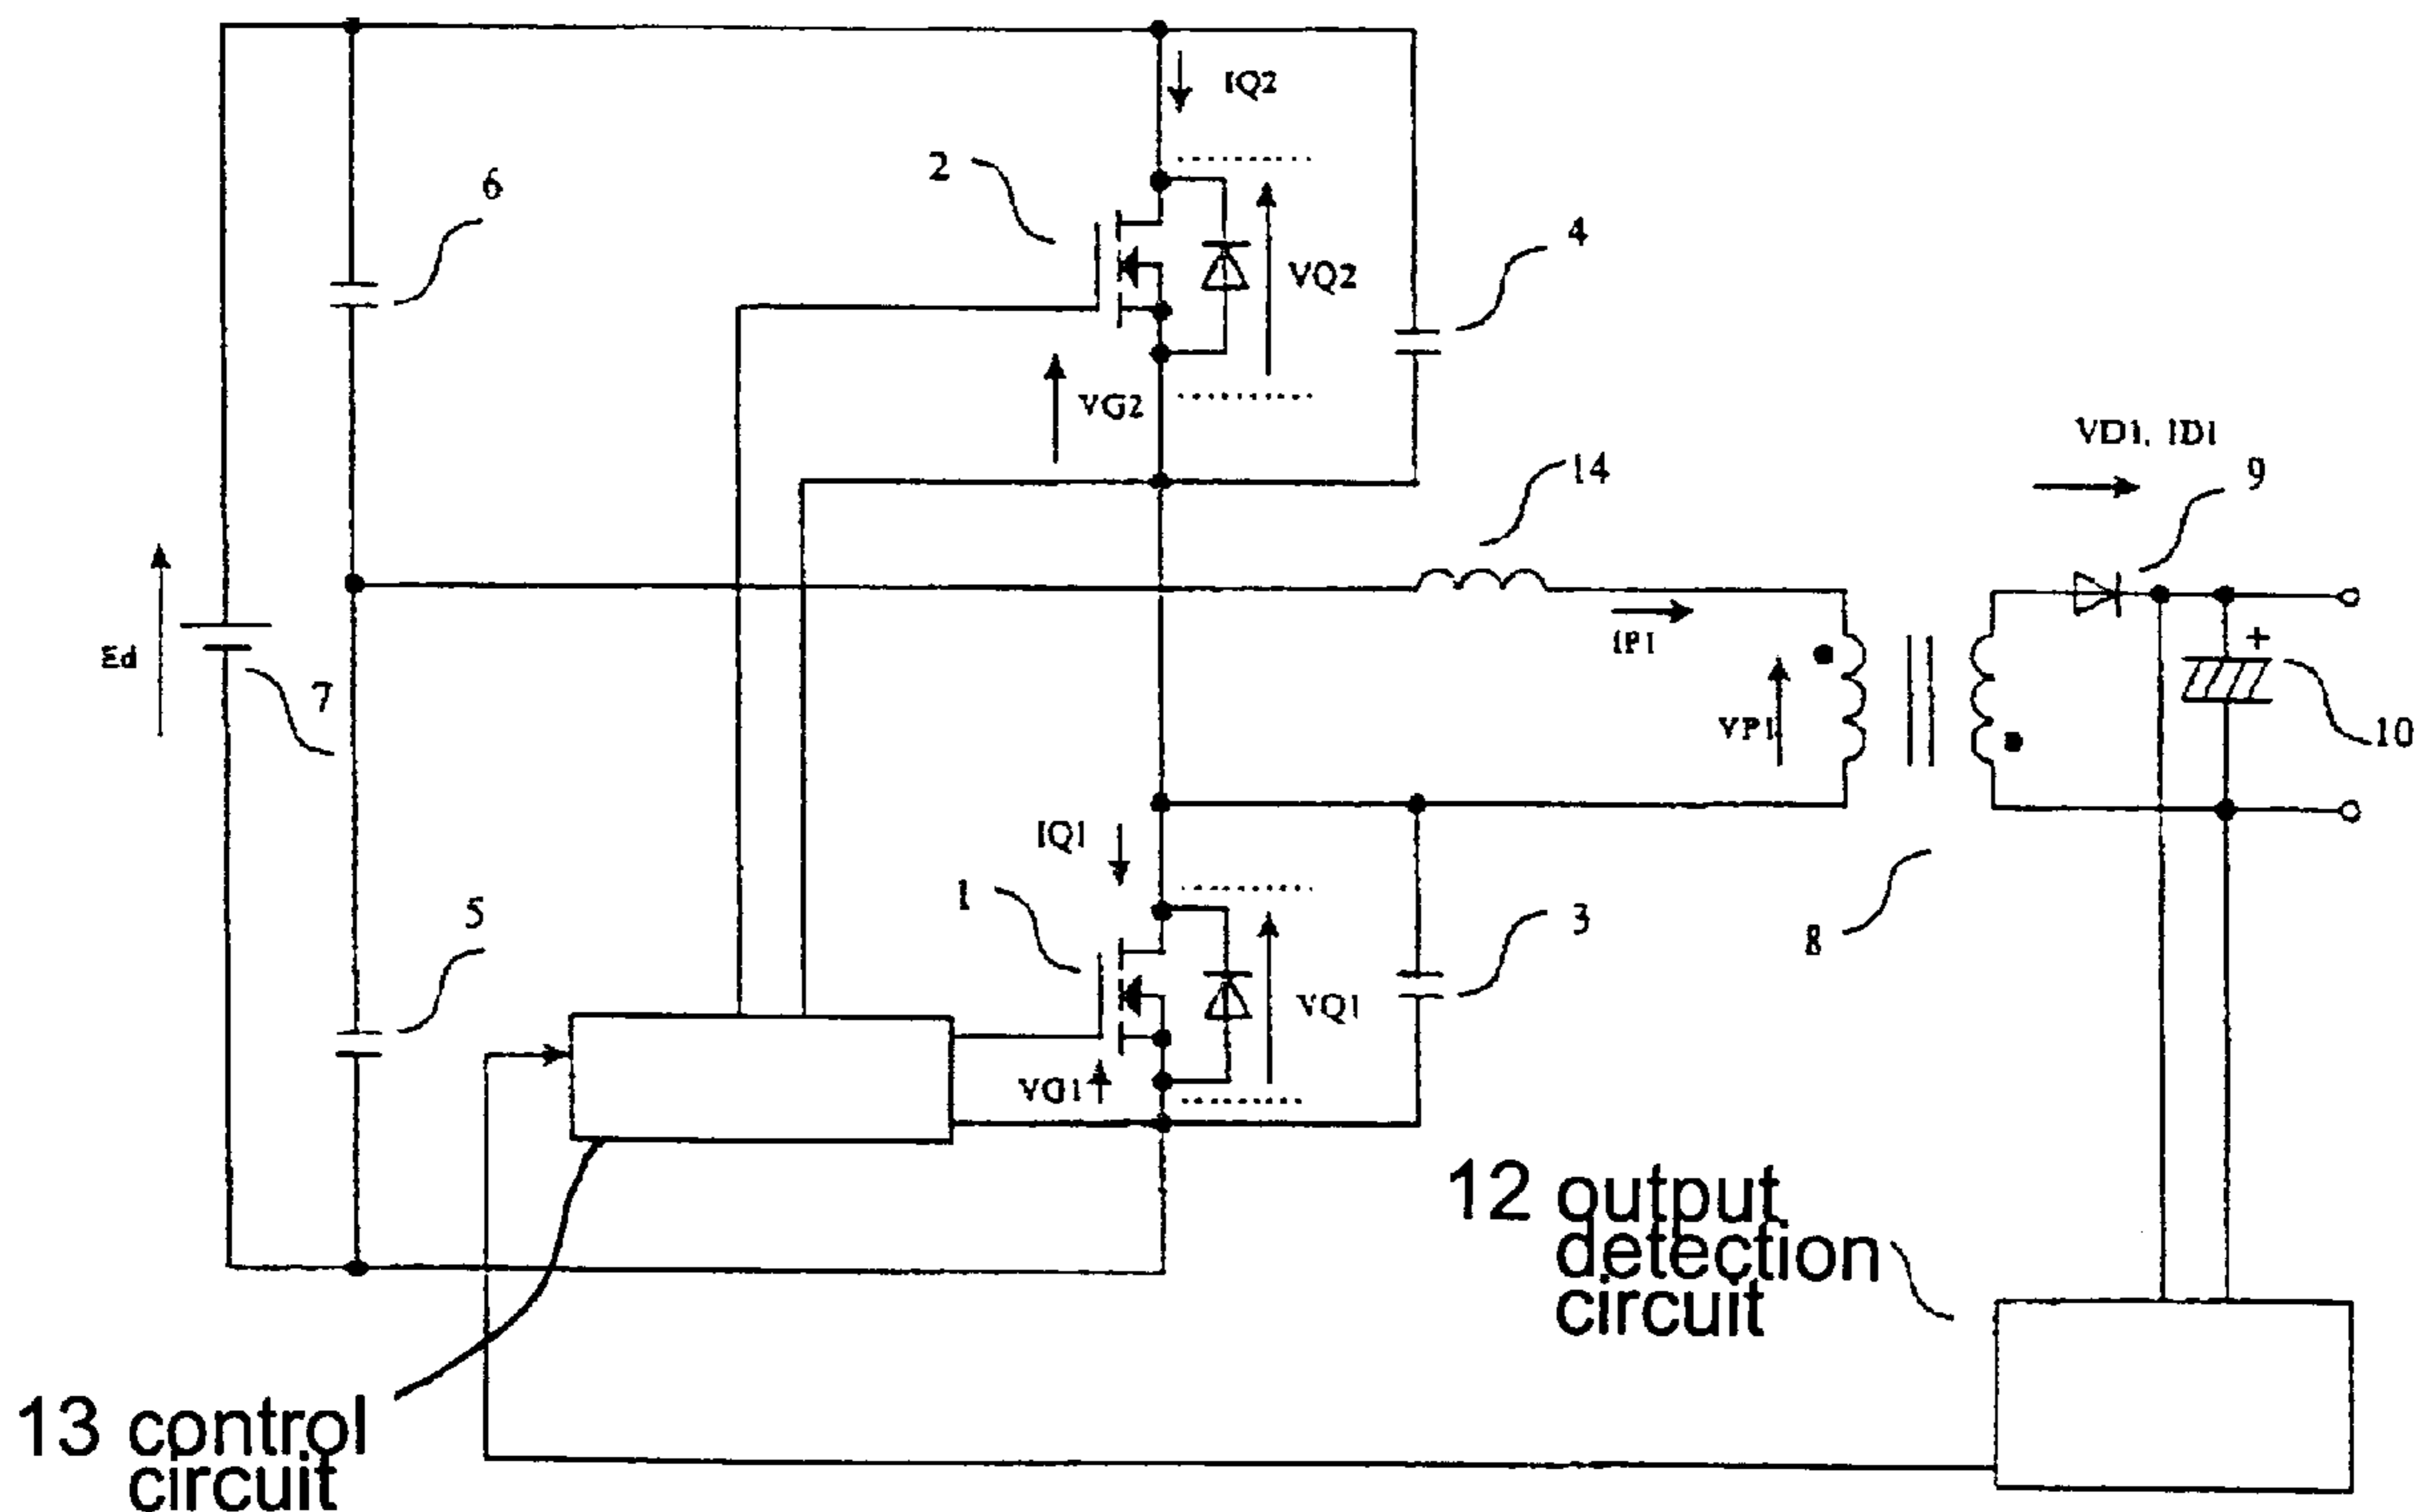 IQ2
2
6
4
VQ2
VG2
VD1, ID1
14
9
Ed
7
IP1
+
VP1
10
IQ1
1
5
3
8
VQ1
VG1
12 output
detection
circuit
13 control
circuit